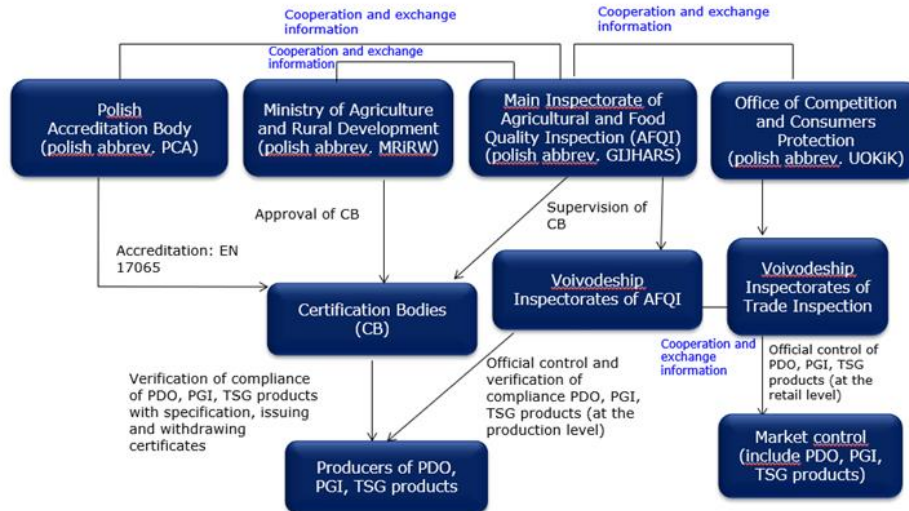 Cooperation and exchange
information
Cooperation and exchange
information
Cooperation and exchange
information
Polish
Accreditation Body
(polish abbrev. PCA)
Ministry of Agriculture
and Rural Development
(polish abbrev. MRiRW)
Main Inspectorate of
Agricultural and Food
Quality Inspection (AFQI)
(polish abbrev. GIJHARS)
Office of Competition
and Consumers
Protection
(polish abbrev. UOKiK)
Approval of CB
Supervision of
CB
Accreditation: EN
17065
Certification Bodies
(CB)
Voivodeship
Inspectorates of AFQI
Voivodeship
Inspectorates of
Trade Inspection
Cooperation and
exchange
information
Verification of compliance
of PDO, PGI, TSG products
with specification, issuing
and withdrawing
certificates
Official control and
verification of
compliance PDO, PGI,
TSG products (at the
production level)
Official control of
PDO, PGI, TSG
products (at the
retail level)
Producers of PDO,
PGI, TSG products
Market control
(include PDO, PGI,
TSG products)